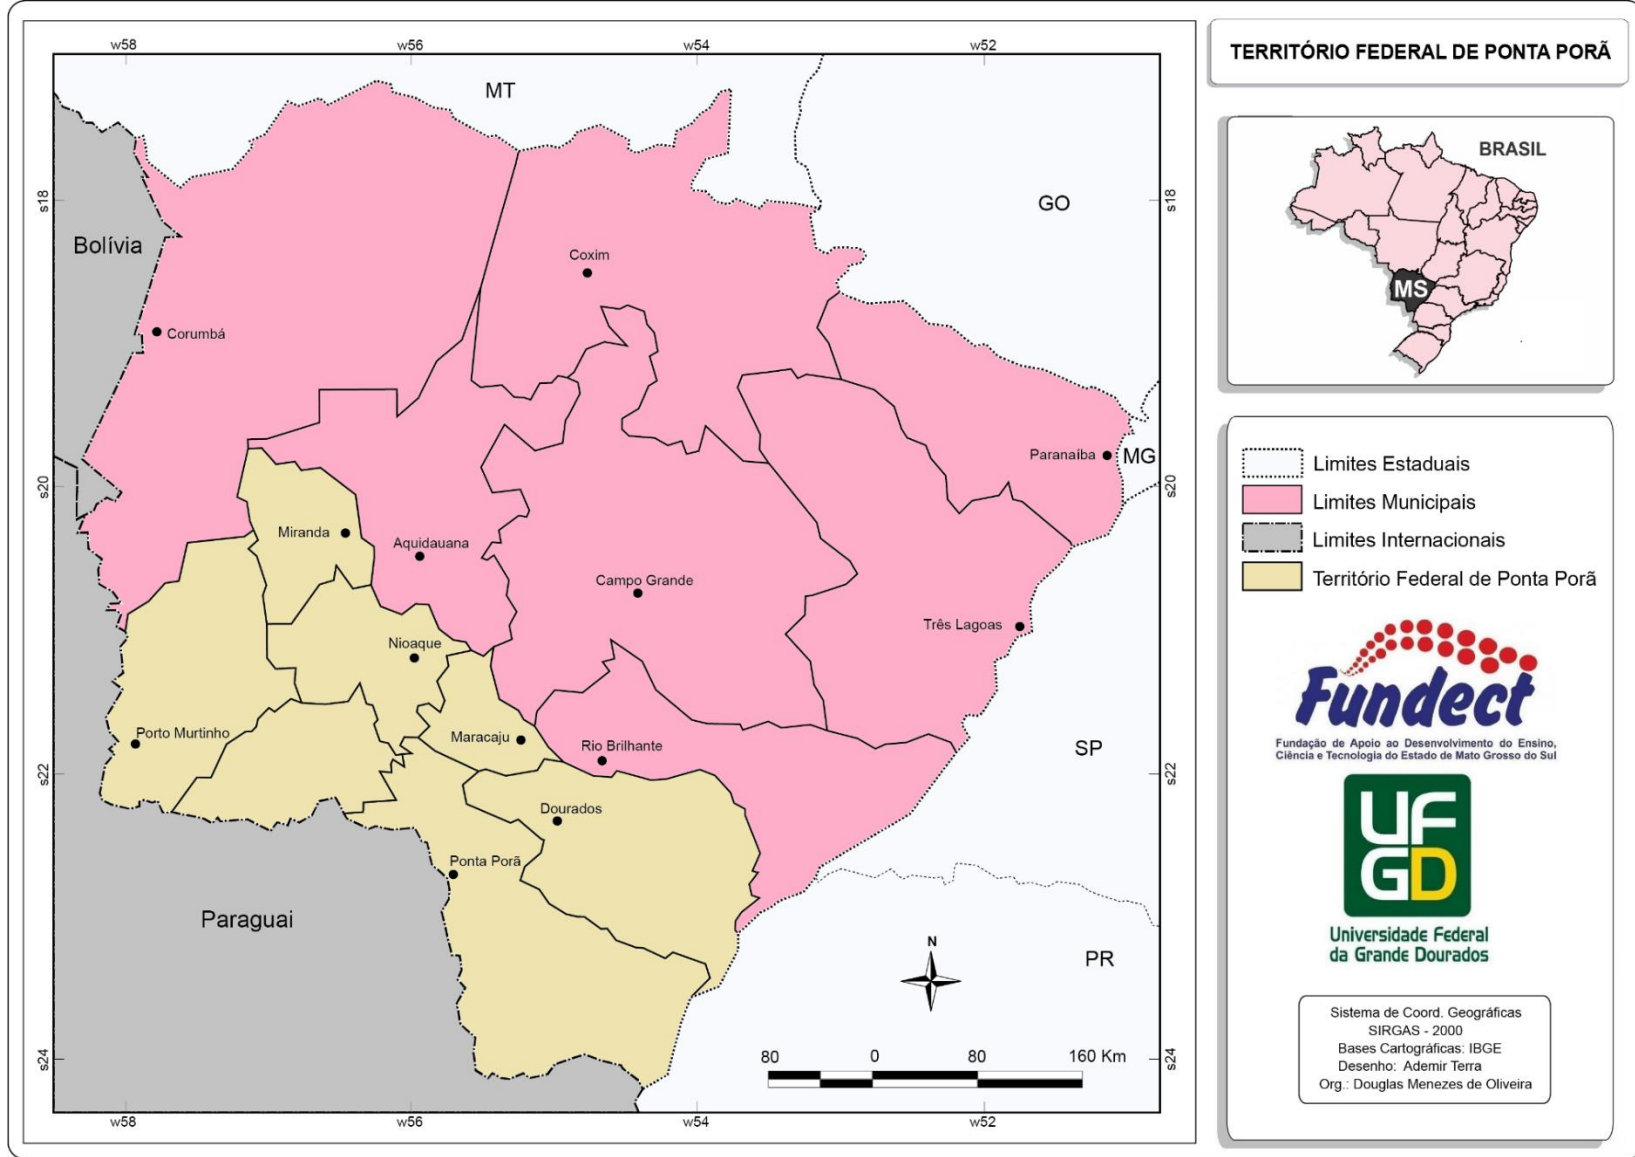 TERRITÓRIO FEDERAL DE PONTA PORÃ
w58
w56
w54
w52
MT
GO
s18
s18
Bolívia
Coxim
Corumbá
Paranaíba
MG
s20
s20
Miranda
Aquidauana
Campo Grande
Três Lagoas
Nioaque
Porto Murtinho
Maracaju
Rio Brilhante
SP
s22
s22
Dourados
Ponta Porã
Paraguai
N
PR
80
0
80
160 Km
s24
s24
w58
w56
w54
w52
BRASIL
MS
Limites Estaduais
Limites Municipais
Limites Internacionais
Território Federal de Ponta Porã
Fundect
Fundação de Apoio ao Desenvolvimento do Ensino,
Ciência e Tecnologia do Estado de Mato Grosso do Sul
UF
GD
Universidade Federal
da Grande Dourados
Sistema de Coord. Geográficas
SIRGAS - 2000
Bases Cartográficas: IBGE
Desenho: Ademir Terra
Org.: Douglas Menezes de Oliveira